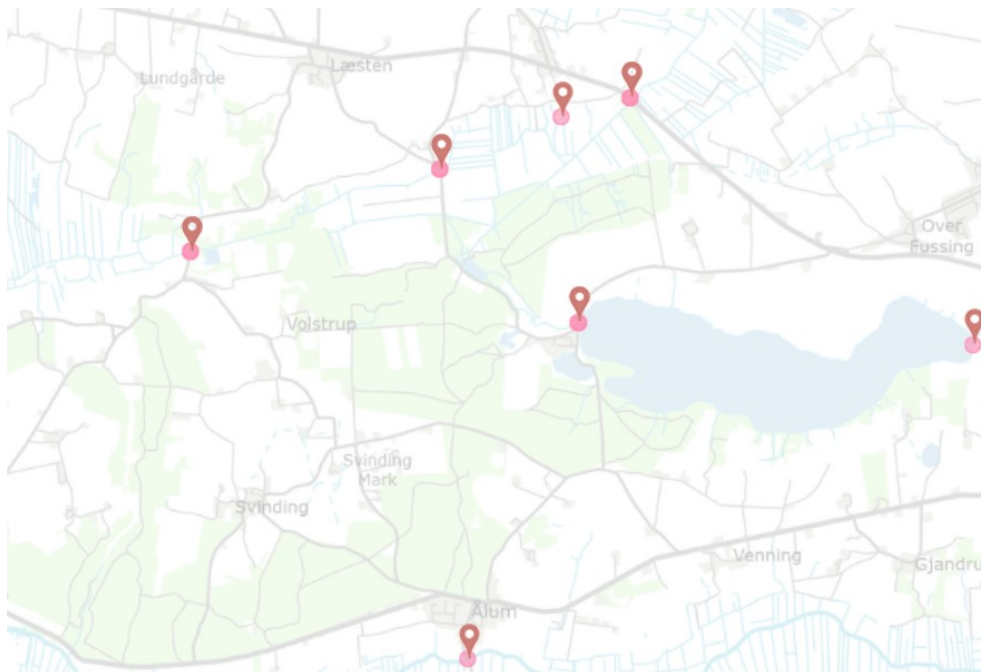 Læsten
Lundgårde
Over
Fussing
Volstrup
Svinding
Mark
Svinding
Venning
Gjandru
Ålum